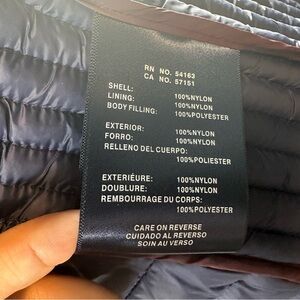 RN NO. 54163
CA NO. 57151
SHELL:
LINING: 100%NYLON
BODY FILLING: 100%NYLON
100%POLYESTER
EXTERIOR: 100%NYLON
FORRO: 100%NYLON
RELLENO DEL CUERPO:
100%POLIESTER
EXTERIÉURE: 100%NYLON
DOUBLURE: 100%NYLON
REMBOURRAGE DU CORPS:
100%POLYESTER
CARE ON REVERSE
CUIDADO AL REVERSO
SOIN AU VERSO